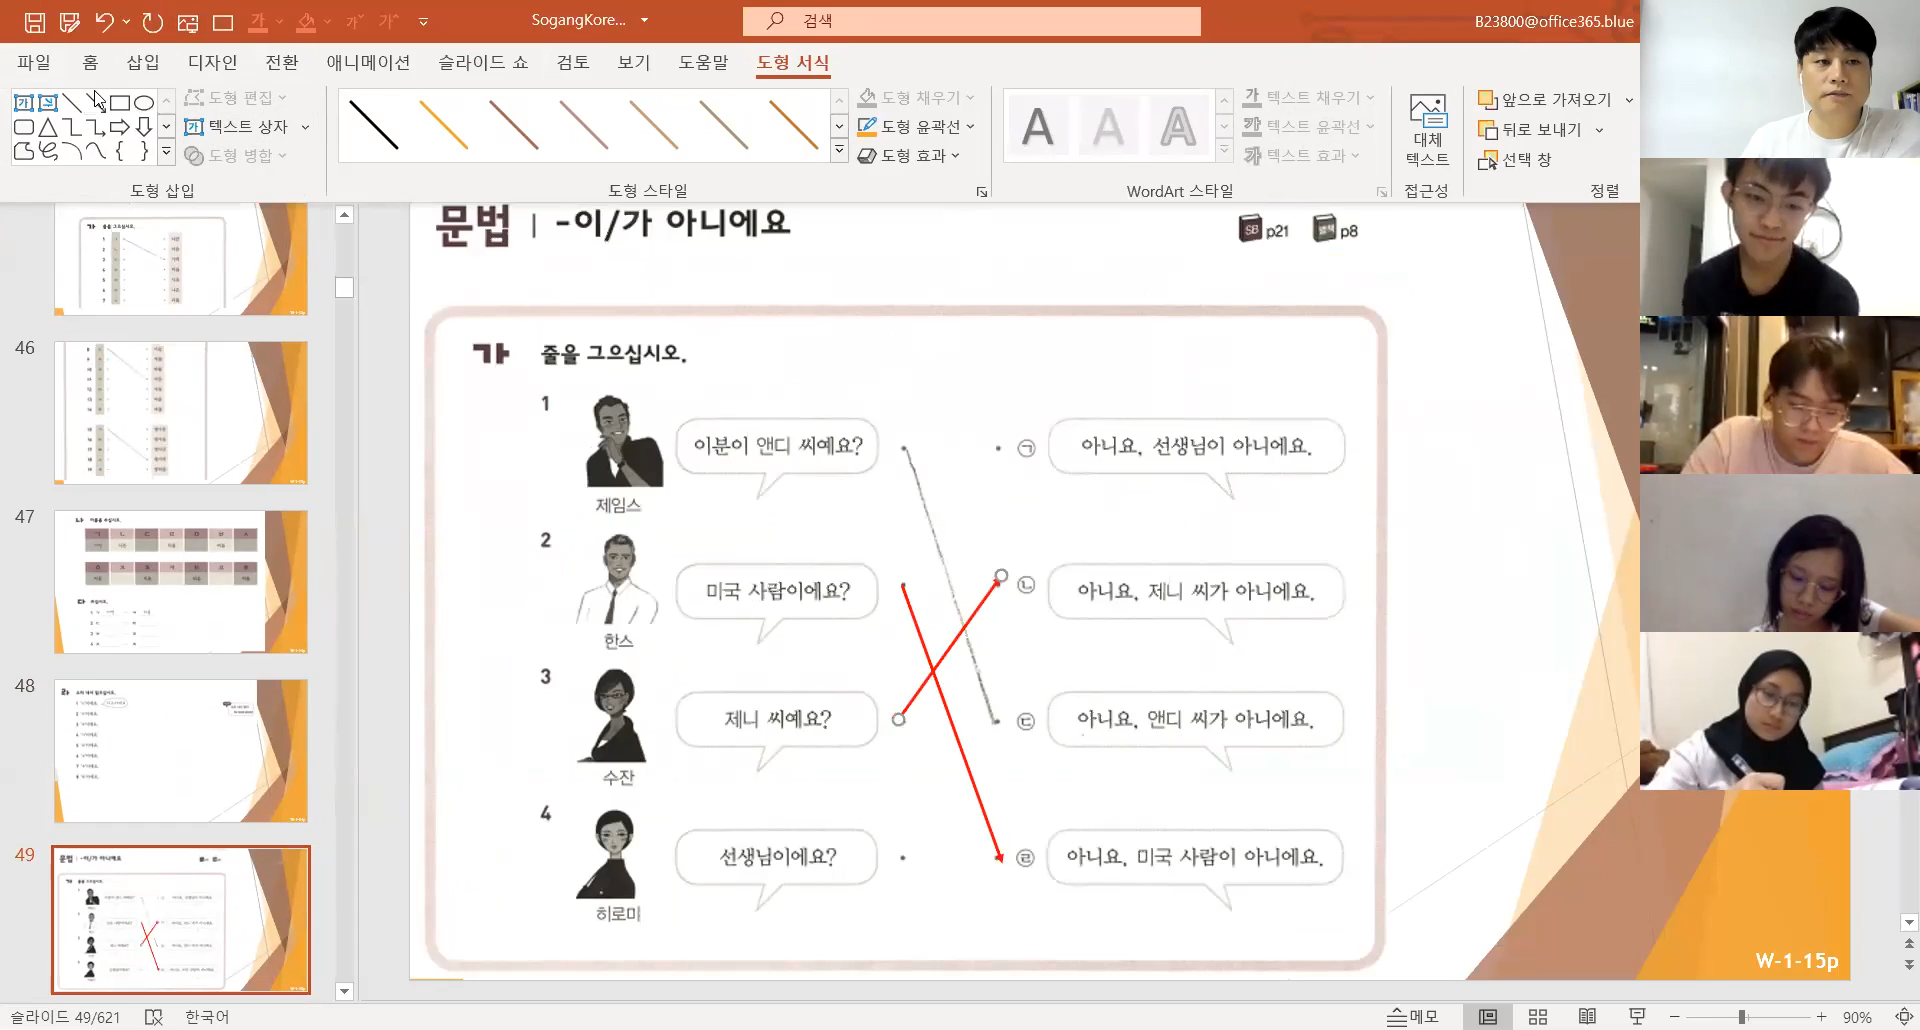 SogangKore...
검색
B23800@office365.blue
파일 홈 삽입 디자인 전환 애니메이션 슬라이드 쇼 검토 보기 도움말 도형 서식
도형 편집
텍스트 상자
도형 병합
도형 삽입
도형 스타일
도형 채우기
도형 윤곽선
도형 효과
WordArt 스타일
텍스트 채우기
텍스트 윤곽선
텍스트 효과
대체
텍스트
접근성
앞으로 가져오기
뒤로 보내기
선택 창
정렬
46
47
48
49
문법 | -이/가 아니에요
SB p21
p8
가 줄을 그으십시오.
1
제임스
이분이 앤디 씨예요?
㉠ 아니요, 선생님이 아니에요.
2
한스
미국 사람이에요?
㉡ 아니요, 제니 씨가 아니에요.
3
수잔
제니 씨예요?
㉢ 아니요, 앤디 씨가 아니에요.
4
히로미
선생님이에요?
㉣ 아니요, 미국 사람이 아니에요.
W-1-15p
슬라이드 49/621
한국어
메모
90%